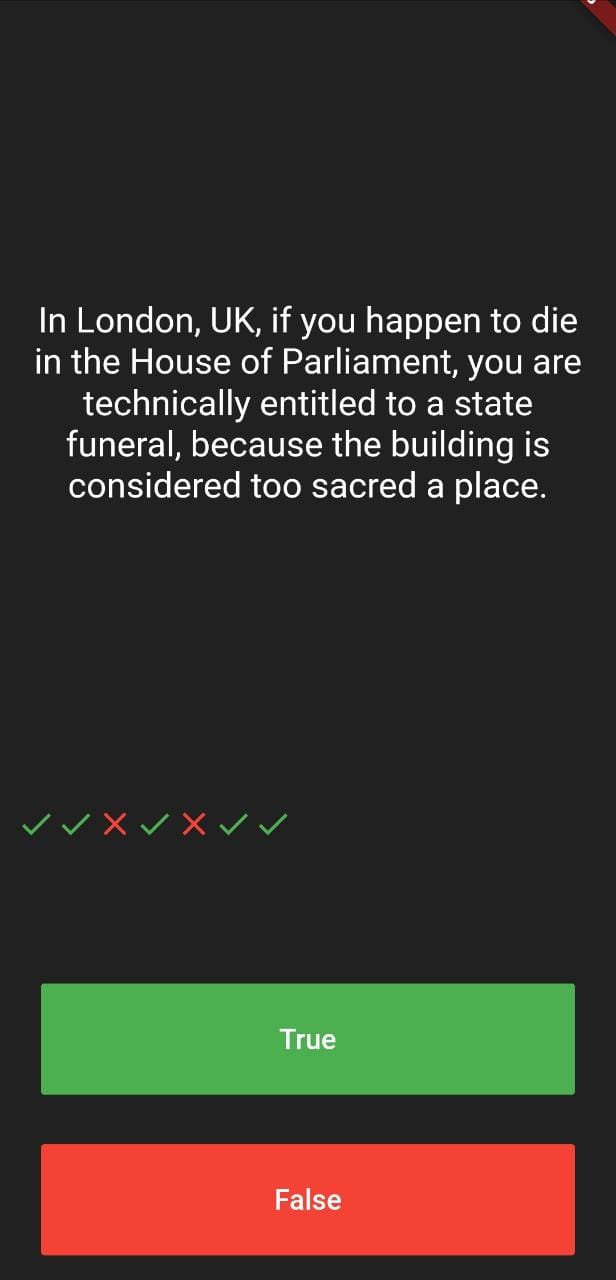 In London, UK, if you happen to die
in the House of Parliament, you are
technically entitled to a state
funeral, because the building is
considered too sacred a place.
True
False